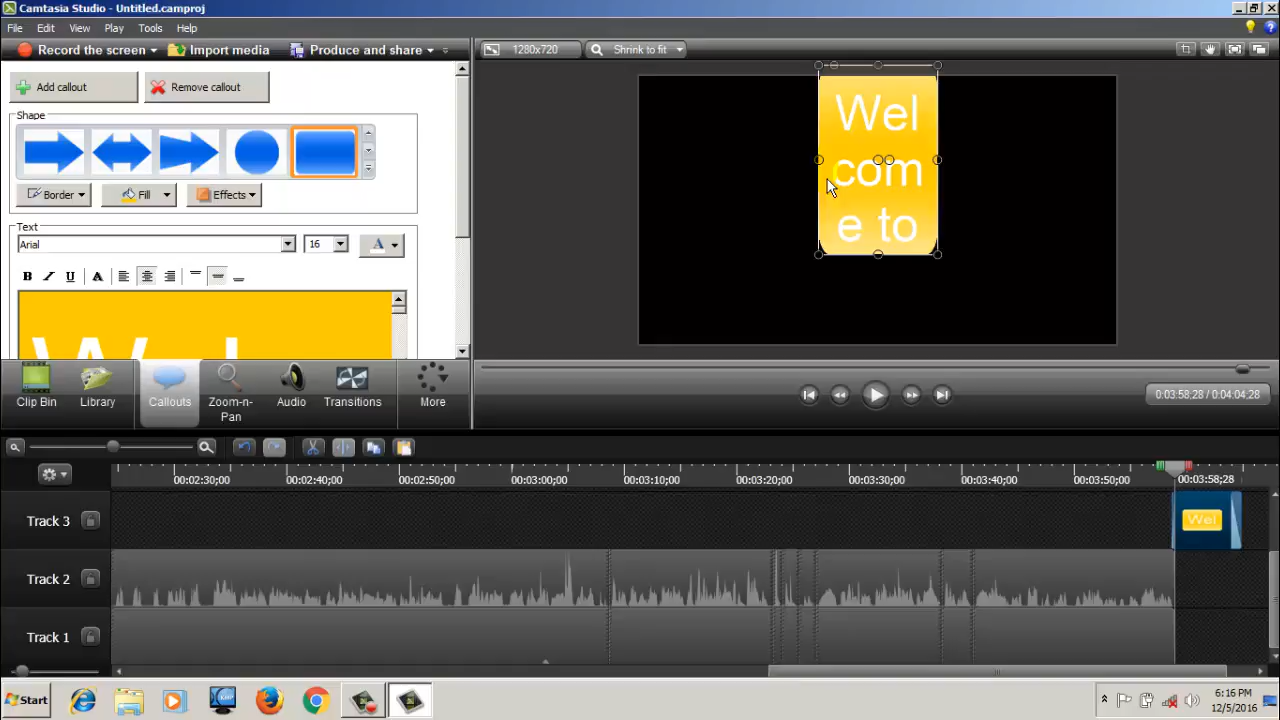 Camtasia Studio - Untitled.camproj
File Edit View Play Tools Help
Record the screen Import media Produce and share 1280x720 Shrink to fit
Add callout Remove callout
Shape
Border Fill Effects
Text
Arial 16 A
B I U A
Wel
Wel
com
e to
Clip Bin Library Callouts Zoom-n-Pan Audio Transitions More
0:03:58;28 / 0:04:04;28
00:02:30;00 00:02:40;00 00:02:50;00 00:03:00;00 00:03:10;00 00:03:20;00 00:03:30;00 00:03:40;00 00:03:50;00 00:03:58;28
Track 3 Wel
Track 2
Track 1
Start 6:16 PM
12/5/2016